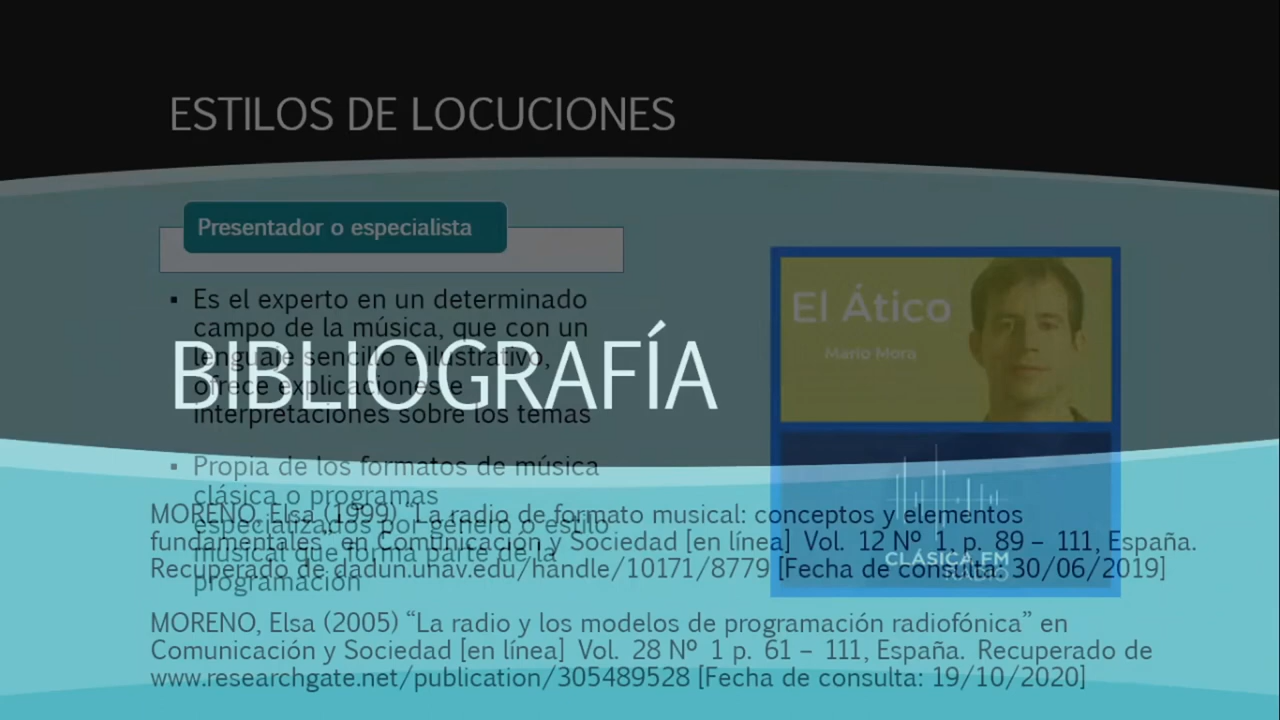 ESTILOS DE LOCUCIONES
Presentador o especialista
▪ Es el experto en un determinado
campo de la música, que con un
lenguaje sencillo e ilustrativo,
ofrece explicaciones e
interpretaciones sobre los temas
▪ Propia de los formatos de música
clásica o programas
especializados por género o estilo
musical que forma parte de la
programación
El Ático
Mario Mora
CLÁSICA FM
RADIO
BIBLIOGRAFÍA
MORENO, Elsa (1999) “La radio de formato musical: conceptos y elementos
fundamentales” en Comunicación y Sociedad [en línea] Vol. 12 Nº 1, p. 89 – 111, España.
Recuperado de dadun.unav.edu/handle/10171/8779 [Fecha de consulta: 30/06/2019]
MORENO, Elsa (2005) “La radio y los modelos de programación radiofónica” en
Comunicación y Sociedad [en línea] Vol. 28 Nº 1 p. 61 – 111, España. Recuperado de
www.researchgate.net/publication/305489528 [Fecha de consulta: 19/10/2020]